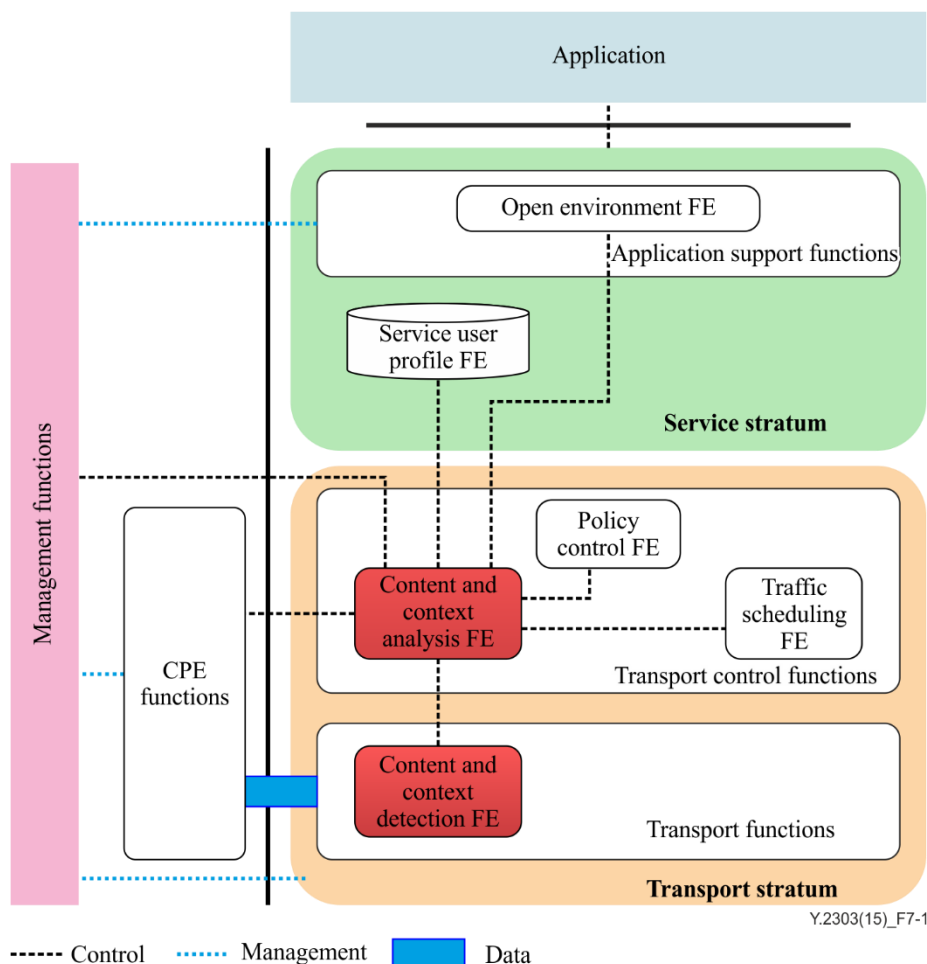 Application
Open environment FE
Application support functions
Service user
profile FE
Service stratum
Management functions
Policy
control FE
Content and
context
analysis FE
Traffic
scheduling
FE
CPE
functions
Transport control functions
Content and
context
detection FE
Transport functions
Transport stratum
Y.2303(15)_F7-1
Control
Management
Data